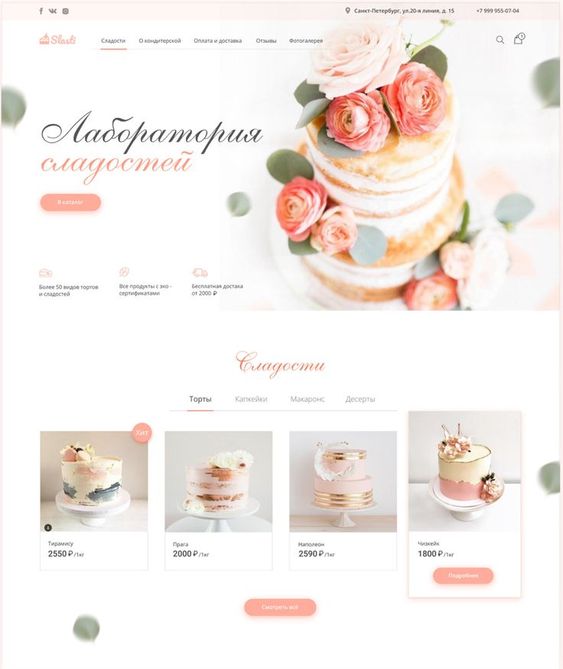 Санкт-Петербург, ул.20-я линия, д. 15
+7 999 955-07-04
Slasti
Сладости
О кондитерской
Оплата и доставка
Отзывы
Фотогалерея
0
Лаборатория
сладостей
В каталог
Более 50 видов тортов
и сладостей
Все продукты с эко -
сертификатами
Бесплатная доставка
от 2000 ₽
Сладости
Торты
Капкейки
Макаронс
Десерты
Хит
Тирамису
2550 ₽ /1кг
Прага
2000 ₽ /1кг
Наполеон
2590 ₽ /1кг
Чизкейк
1800 ₽ /1кг
Подробнее
Смотреть всё